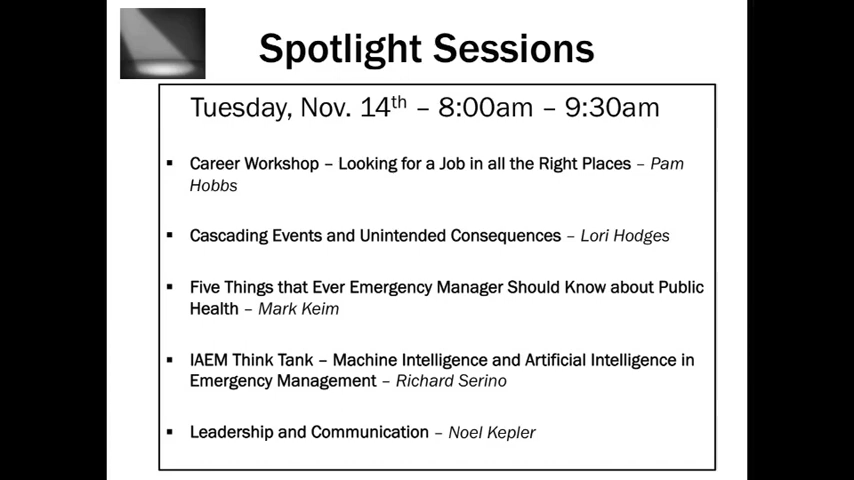 Spotlight Sessions
Tuesday, Nov. 14th – 8:00am – 9:30am
▪ Career Workshop – Looking for a Job in all the Right Places – Pam
Hobbs
▪ Cascading Events and Unintended Consequences – Lori Hodges
▪ Five Things that Ever Emergency Manager Should Know about Public
Health – Mark Keim
▪ IAEM Think Tank – Machine Intelligence and Artificial Intelligence in
Emergency Management – Richard Serino
▪ Leadership and Communication – Noel Kepler